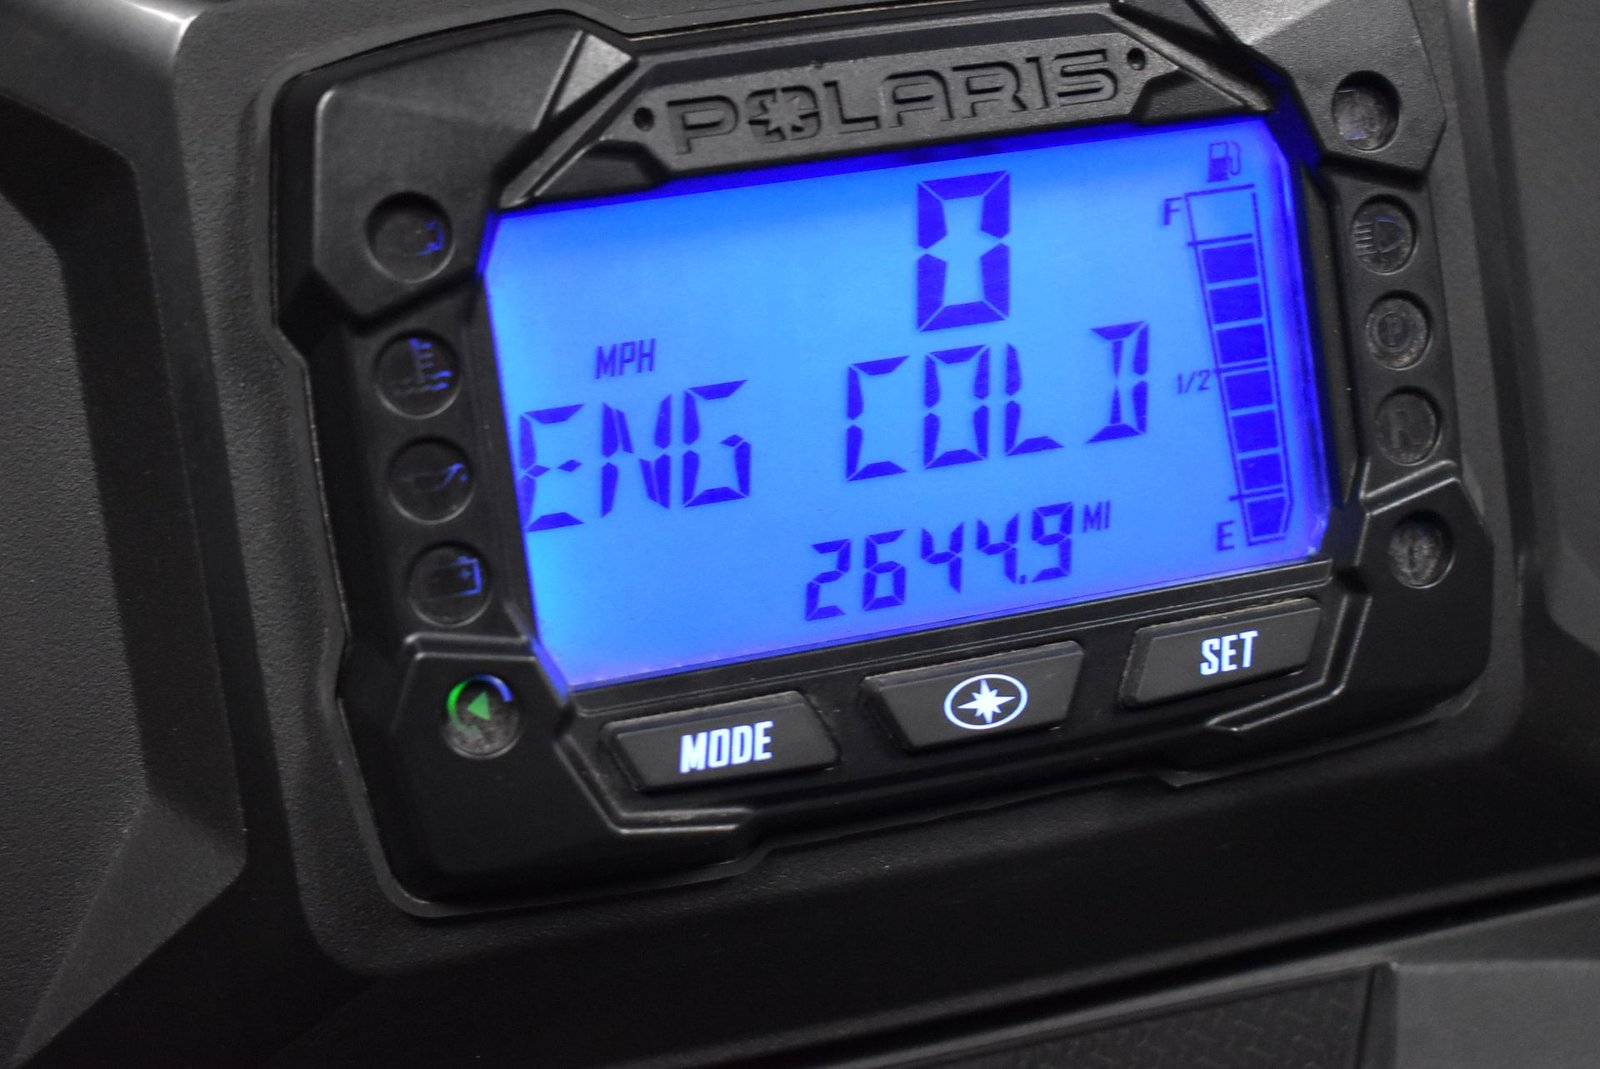 POLARIS
0
F
MPH
ENG COLD
1/2
2644.9 MI
E
P
R
MODE
SET